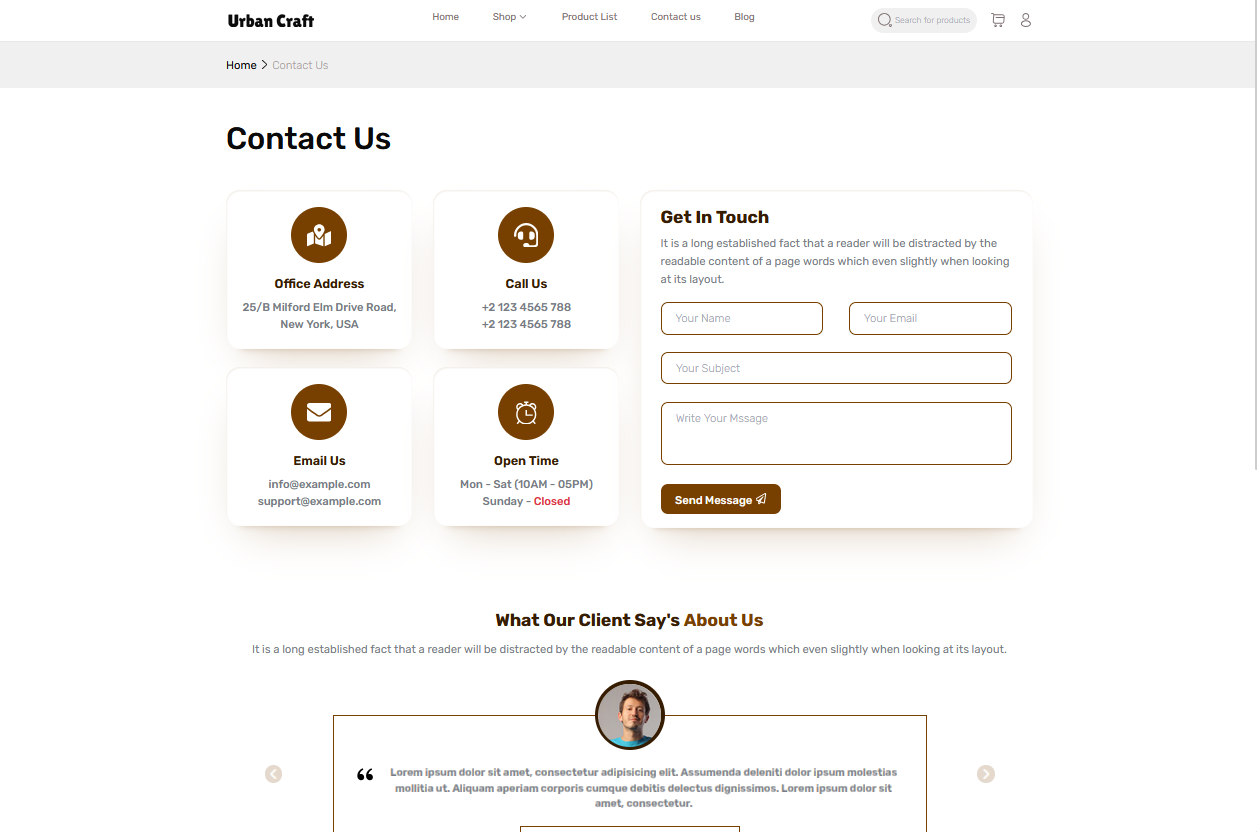 Urban Craft
Home
Shop
Product List
Contact us
Blog
Search for products
Home
Contact Us
Contact Us
Office Address
25/B Milford Elm Drive Road,
New York, USA
Call Us
+2 123 4565 788
+2 123 4565 788
Email Us
info@example.com
support@example.com
Open Time
Mon - Sat (10AM - 05PM)
Sunday - Closed
Get In Touch
It is a long established fact that a reader will be distracted by the
readable content of a page words which even slightly when looking
at its layout.
Your Name
Your Email
Your Subject
Write Your Mssage
Send Message
What Our Client Say's About Us
It is a long established fact that a reader will be distracted by the readable content of a page words which even slightly when looking at its layout.
“
Lorem ipsum dolor sit amet, consectetur adipisicing elit. Assumenda deleniti dolor ipsum molestias
mollitia ut. Aliquam aperiam corporis cumque debitis delectus dignissimos. Lorem ipsum dolor sit
amet, consectetur.